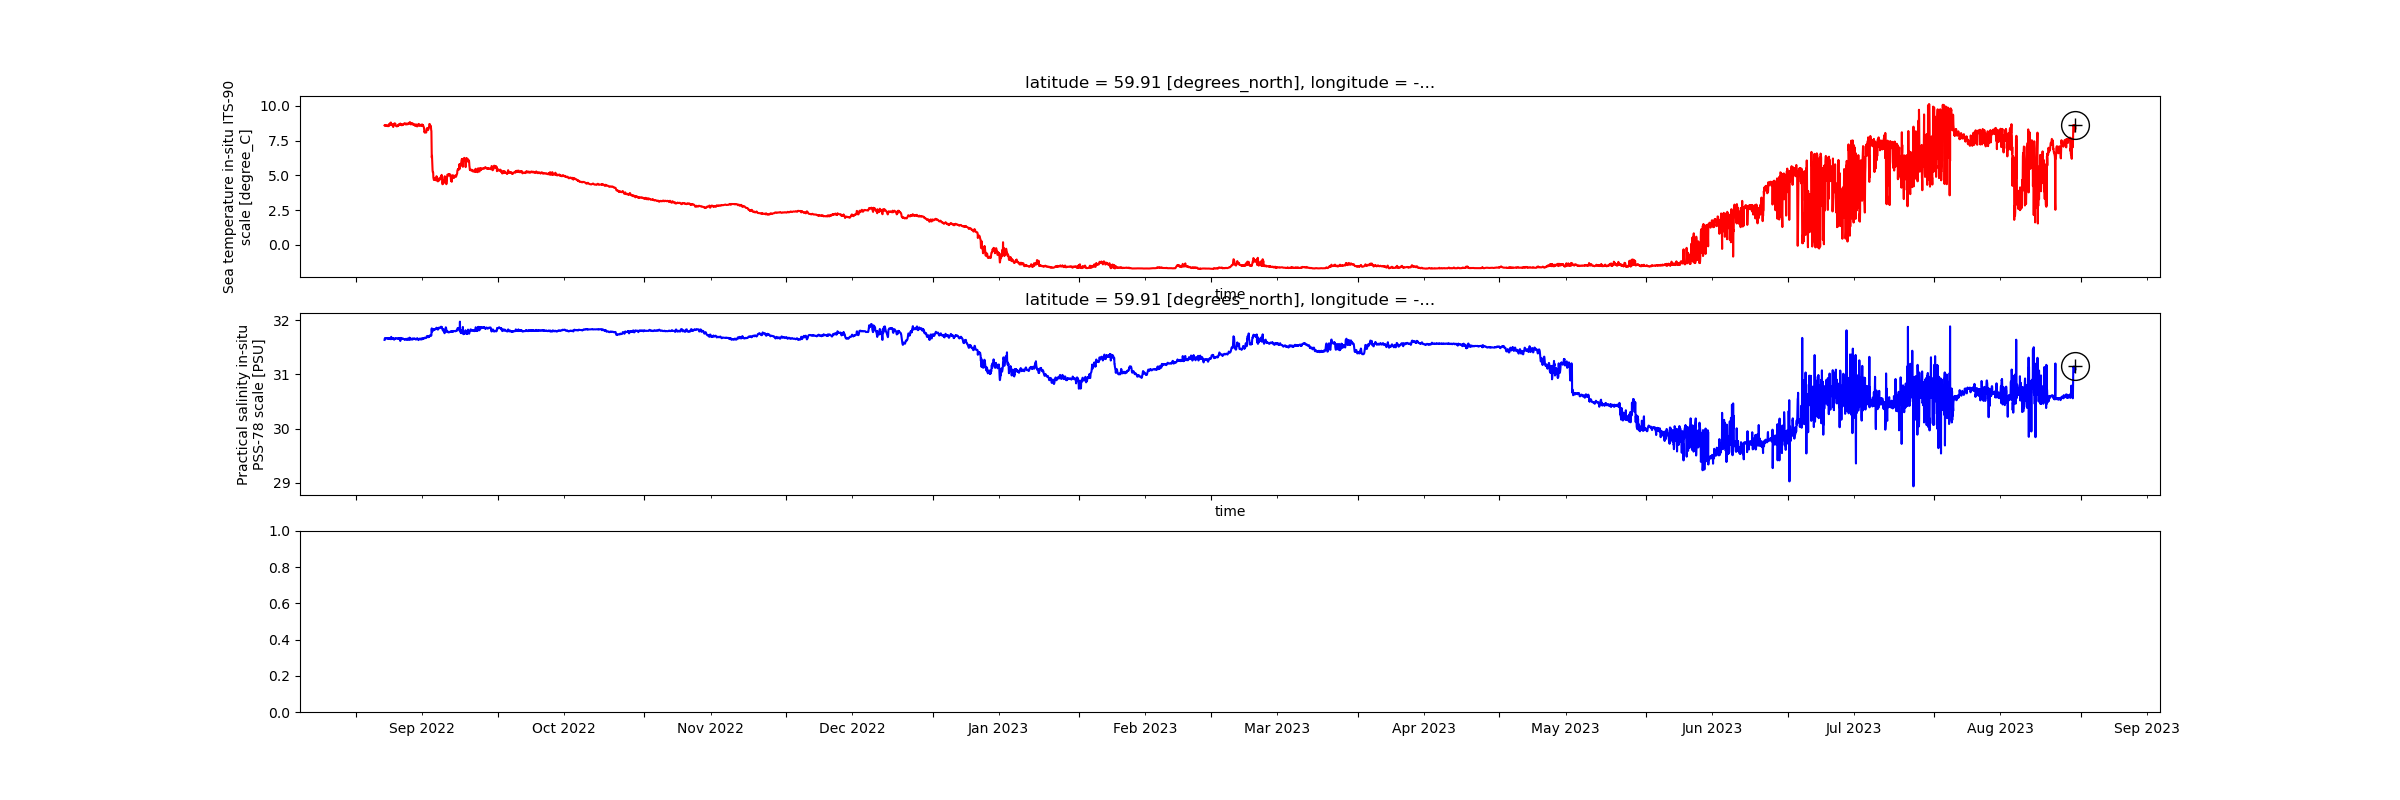 latitude = 59.91 [degrees_north], longitude = -...
Sea temperature in-situ ITS-90
scale [degree_C]
10.0
7.5
5.0
2.5
0.0
time
latitude = 59.91 [degrees_north], longitude = -...
Practical salinity in-situ
PSS-78 scale [PSU]
32
31
30
29
time
1.0
0.8
0.6
0.4
0.2
0.0
Sep 2022 Oct 2022 Nov 2022 Dec 2022 Jan 2023 Feb 2023 Mar 2023 Apr 2023 May 2023 Jun 2023 Jul 2023 Aug 2023 Sep 2023